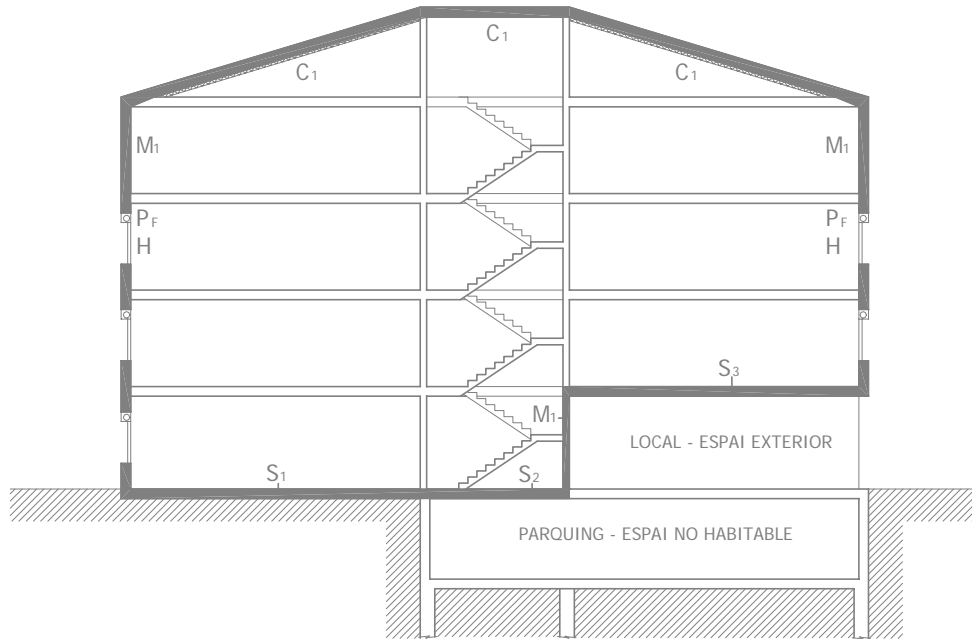 C1
C1
C1
M1
M1
PF
PF
H
H
S3
M1
LOCAL - ESPAI EXTERIOR
S1
S2
PARQUING - ESPAI NO HABITABLE